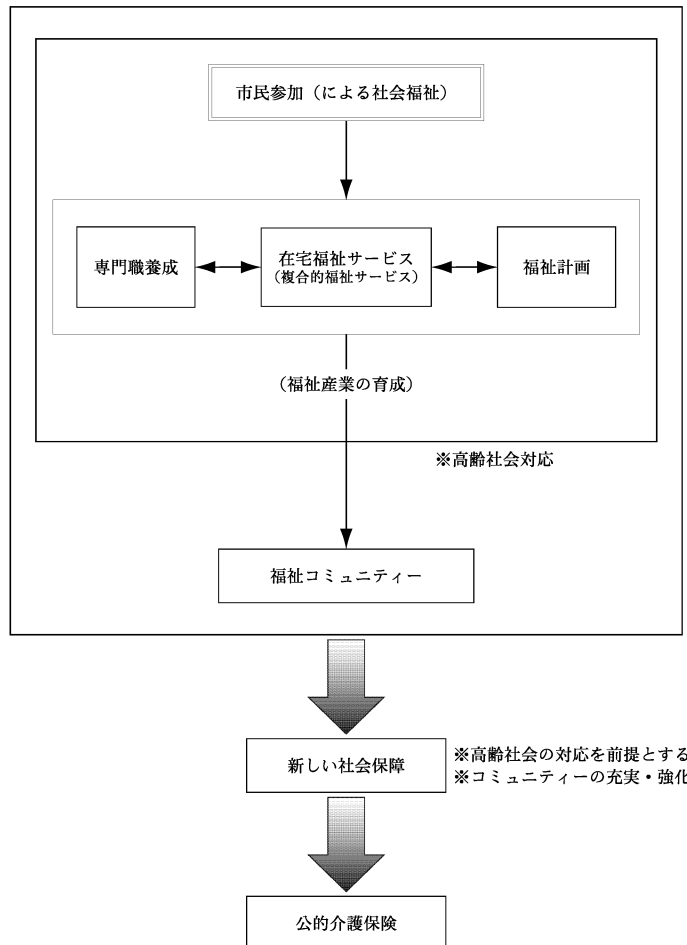 市民参加（による社会福祉）
専門職養成
在宅福祉サービス
（複合的福祉サービス）
福祉計画
（福祉産業の育成）
※高齢社会対応
福祉コミュニティー
新しい社会保障
※高齢社会の対応を前提とする
※コミュニティーの充実・強化
公的介護保険